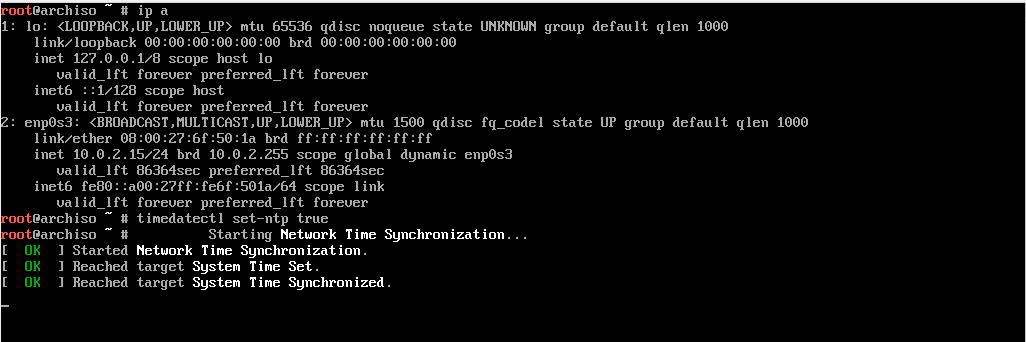 root@archiso ~ # ip a
1: lo: <LOOPBACK,UP,LOWER_UP> mtu 65536 qdisc noqueue state UNKNOWN group default qlen 1000
    link/loopback 00:00:00:00:00:00 brd 00:00:00:00:00:00
    inet 127.0.0.1/8 scope host lo
       valid_lft forever preferred_lft forever
    inet6 ::1/128 scope host
       valid_lft forever preferred_lft forever
2: enp0s3: <BROADCAST,MULTICAST,UP,LOWER_UP> mtu 1500 qdisc fq_codel state UP group default qlen 1000
    link/ether 08:00:27:6f:50:1a brd ff:ff:ff:ff:ff:ff
    inet 10.0.2.15/24 brd 10.0.2.255 scope global dynamic enp0s3
       valid_lft 86364sec preferred_lft 86364sec
    inet6 fe80::a00:27ff:fe6f:501a/64 scope link
       valid_lft forever preferred_lft forever
root@archiso ~ # timedatectl set-ntp true
root@archiso ~ #          Starting Network Time Synchronization...
[  OK  ] Started Network Time Synchronization.
[  OK  ] Reached target System Time Set.
[  OK  ] Reached target System Time Synchronized.